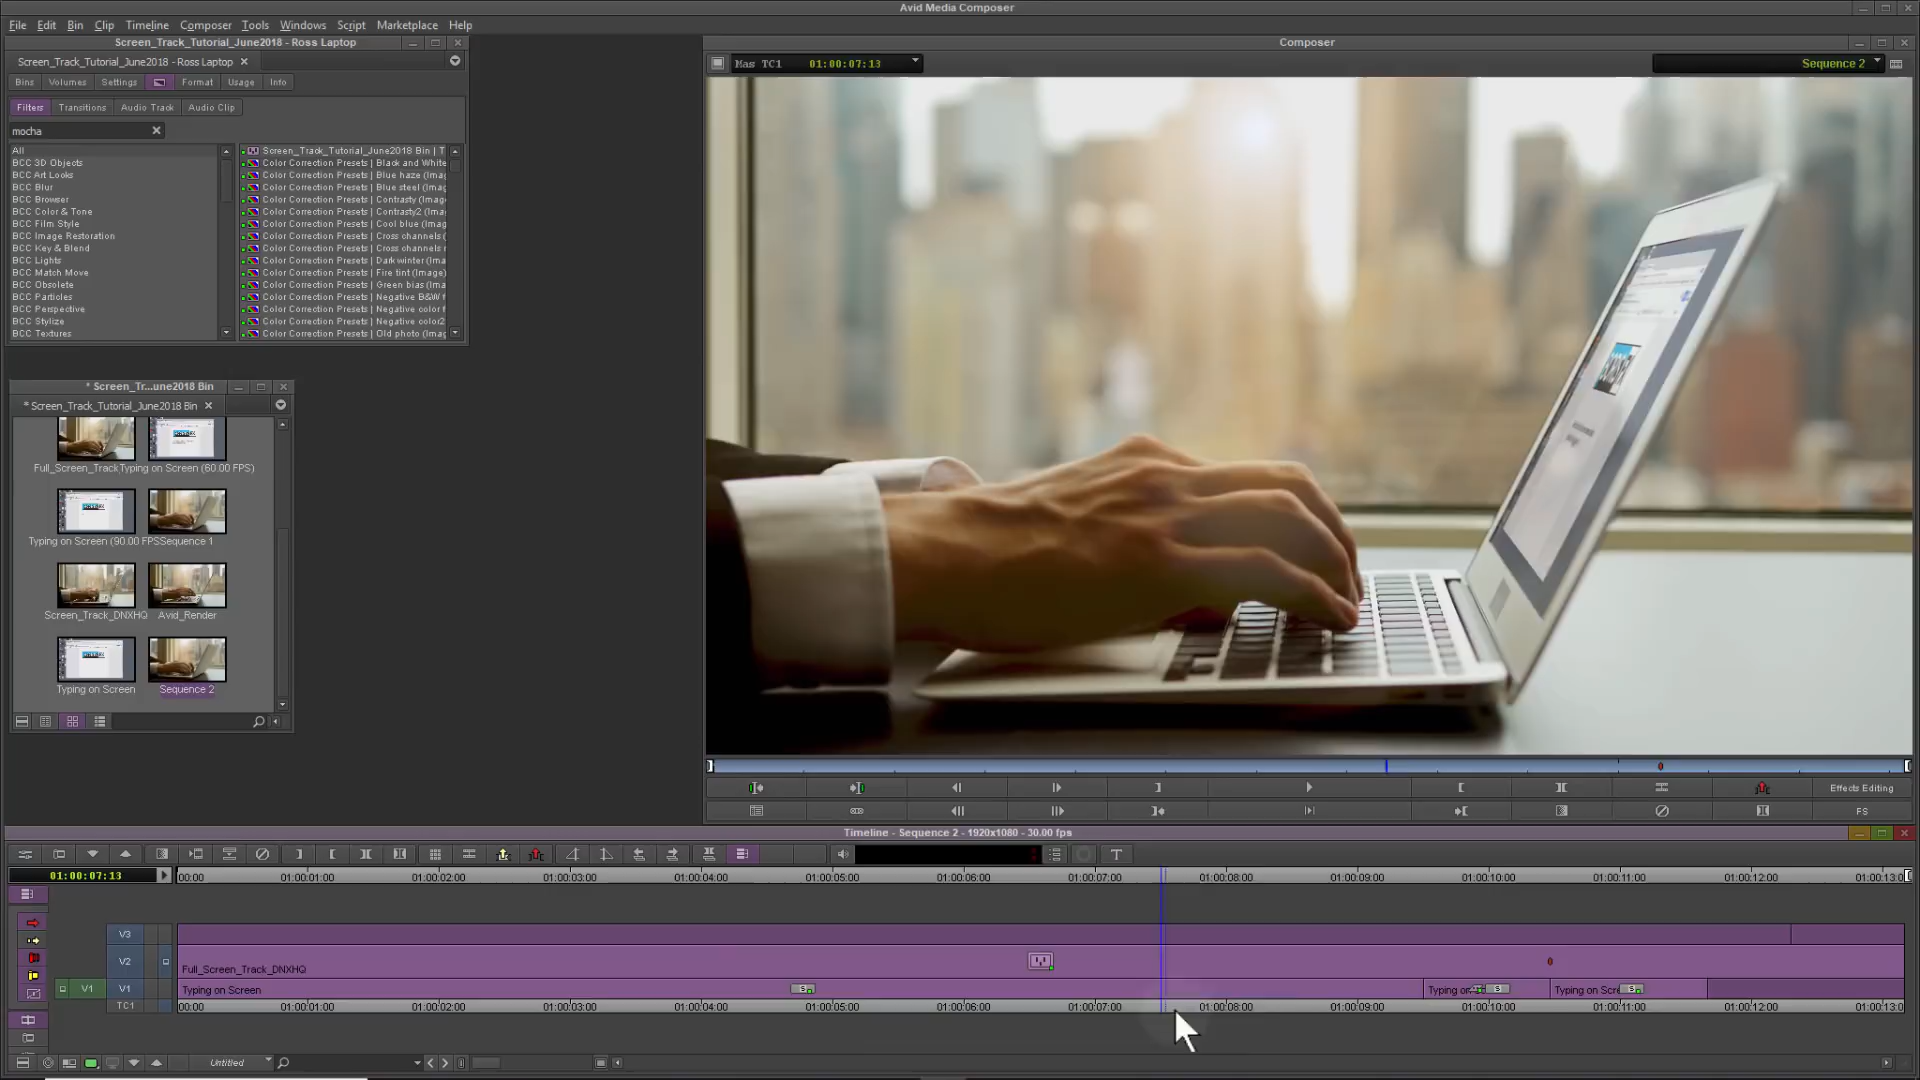 Avid Media Composer
File Edit Bin Clip Timeline Composer Tools Windows Script Marketplace Help
Screen_Track_Tutorial_June2018 - Ross Laptop
Screen_Track_Tutorial_June2018 - Ross Laptop
Bins Volumes Settings Format Usage Info
Filters Transitions Audio Track Audio Clip
mocha
All
BCC 3D Objects
BCC Art Looks
BCC Blur
BCC Browser
BCC Color & Tone
BCC Film Style
BCC Image Restoration
BCC Key & Blend
BCC Lights
BCC Match Move
BCC Obsolete
BCC Particles
BCC Perspective
BCC Stylize
BCC Textures
Screen_Track_Tutorial_June2018 Bin | T
Color Correction Presets | Black and White
Color Correction Presets | Blue haze (Imag
Color Correction Presets | Blue steel (Imag
Color Correction Presets | Contrasty (Imag
Color Correction Presets | Contrasty2 (Imag
Color Correction Presets | Cool blue (Imag
Color Correction Presets | Cross channels (
Color Correction Presets | Cross channels
Color Correction Presets | Dark winter (Ima
Color Correction Presets | Fire tint (Image)
Color Correction Presets | Green bias (Imag
Color Correction Presets | Negative B&W f
Color Correction Presets | Negative color f
Color Correction Presets | Negative color2
Color Correction Presets | Old photo (Imag
* Screen_Tr...une2018 Bin
* Screen_Track_Tutorial_June2018 Bin
Full_Screen_Track Typing on Screen (60.00 FPS)
Typing on Screen (90.00 FPS Sequence 1
Screen_Track_DNXHQ Avid_Render
Typing on Screen Sequence 2
Composer
Mas TC1 01:00:07:13
Sequence 2
Effects Editing
FS
Timeline - Sequence 2 - 1920x1080 - 30.00 fps
T
01:00:07:13
00:00 01:00:01:00 01:00:02:00 01:00:03:00 01:00:04:00 01:00:05:00 01:00:06:00 01:00:07:00 01:00:08:00 01:00:09:00 01:00:10:00 01:00:11:00 01:00:12:00 01:00:13:0
V3
V2 Full_Screen_Track_DNXHQ
V1 V1 Typing on Screen S Typing on S Typing on Scre S
TC1 00:00 01:00:01:00 01:00:02:00 01:00:03:00 01:00:04:00 01:00:05:00 01:00:06:00 01:00:07:00 01:00:08:00 01:00:09:00 01:00:10:00 01:00:11:00 01:00:12:00 01:00:13:0
Untitled